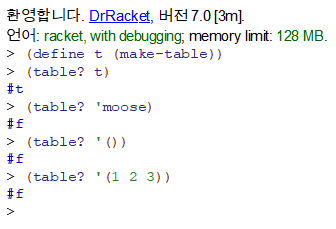 환영합니다. DrRacket, 버전 7.0 [3m].
언어: racket, with debugging; memory limit: 128 MB.
> (define t (make-table))
> (table? t)
#t
> (table? 'moose)
#f
> (table? '())
#f
> (table? '(1 2 3))
#f
>